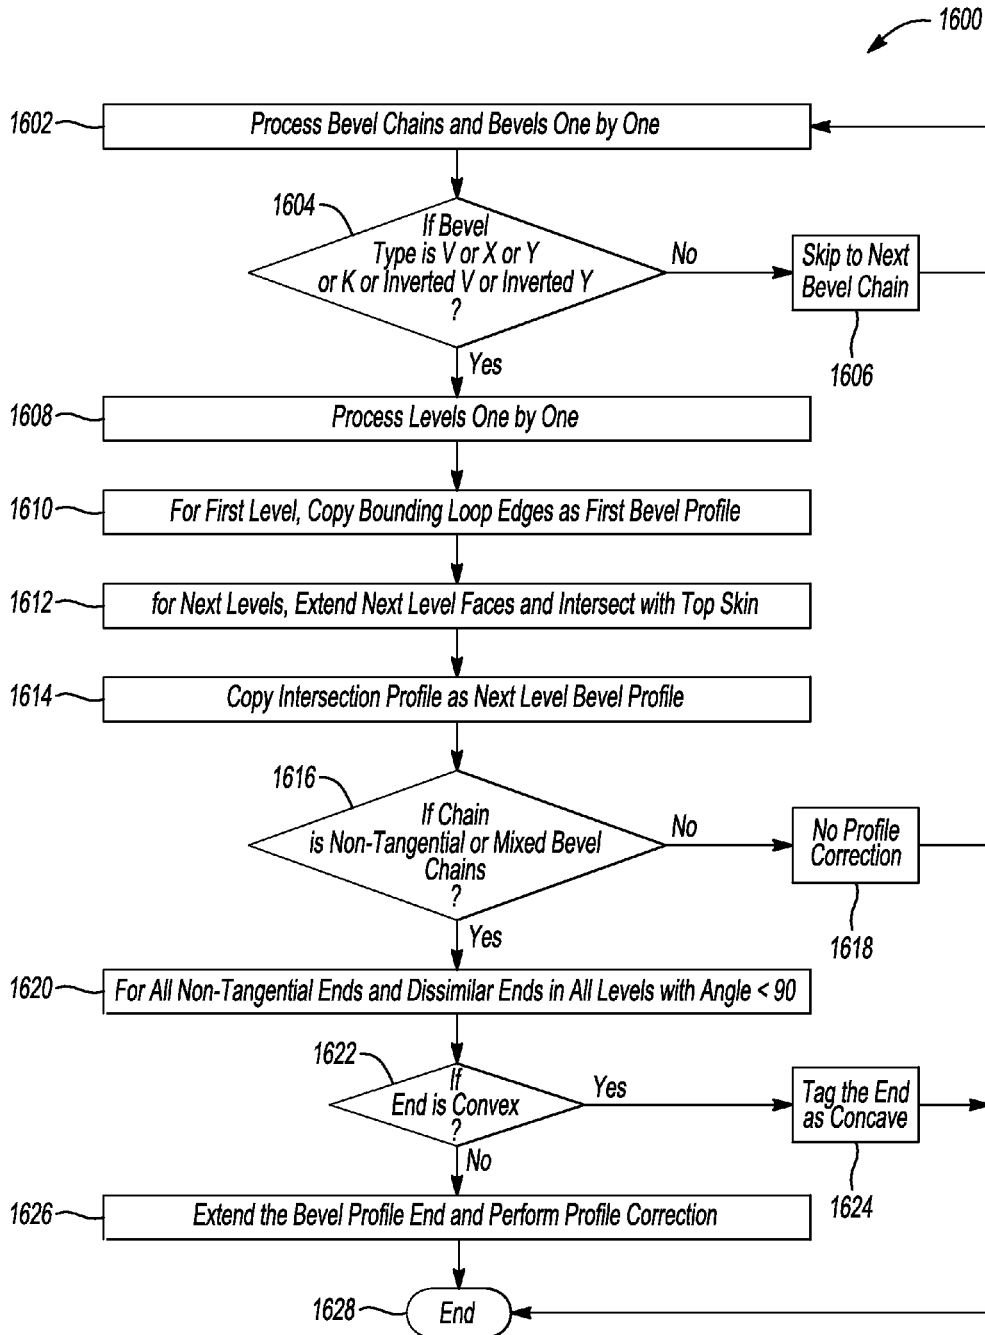 1600
1602
Process Bevel Chains and Bevels One by One
1604
If Bevel
Type is V or X or Y
or K or Inverted V or Inverted Y
?
No
Skip to Next
Bevel Chain
1606
Yes
1608
Process Levels One by One
1610
For First Level, Copy Bounding Loop Edges as First Bevel Profile
1612
for Next Levels, Extend Next Level Faces and Intersect with Top Skin
1614
Copy Intersection Profile as Next Level Bevel Profile
1616
If Chain
is Non-Tangential or Mixed Bevel
Chains
?
No
No Profile
Correction
1618
Yes
1620
For All Non-Tangential Ends and Dissimilar Ends in All Levels with Angle < 90
1622
If
End is Convex
?
Yes
Tag the End
as Concave
1624
No
1626
Extend the Bevel Profile End and Perform Profile Correction
1628
End